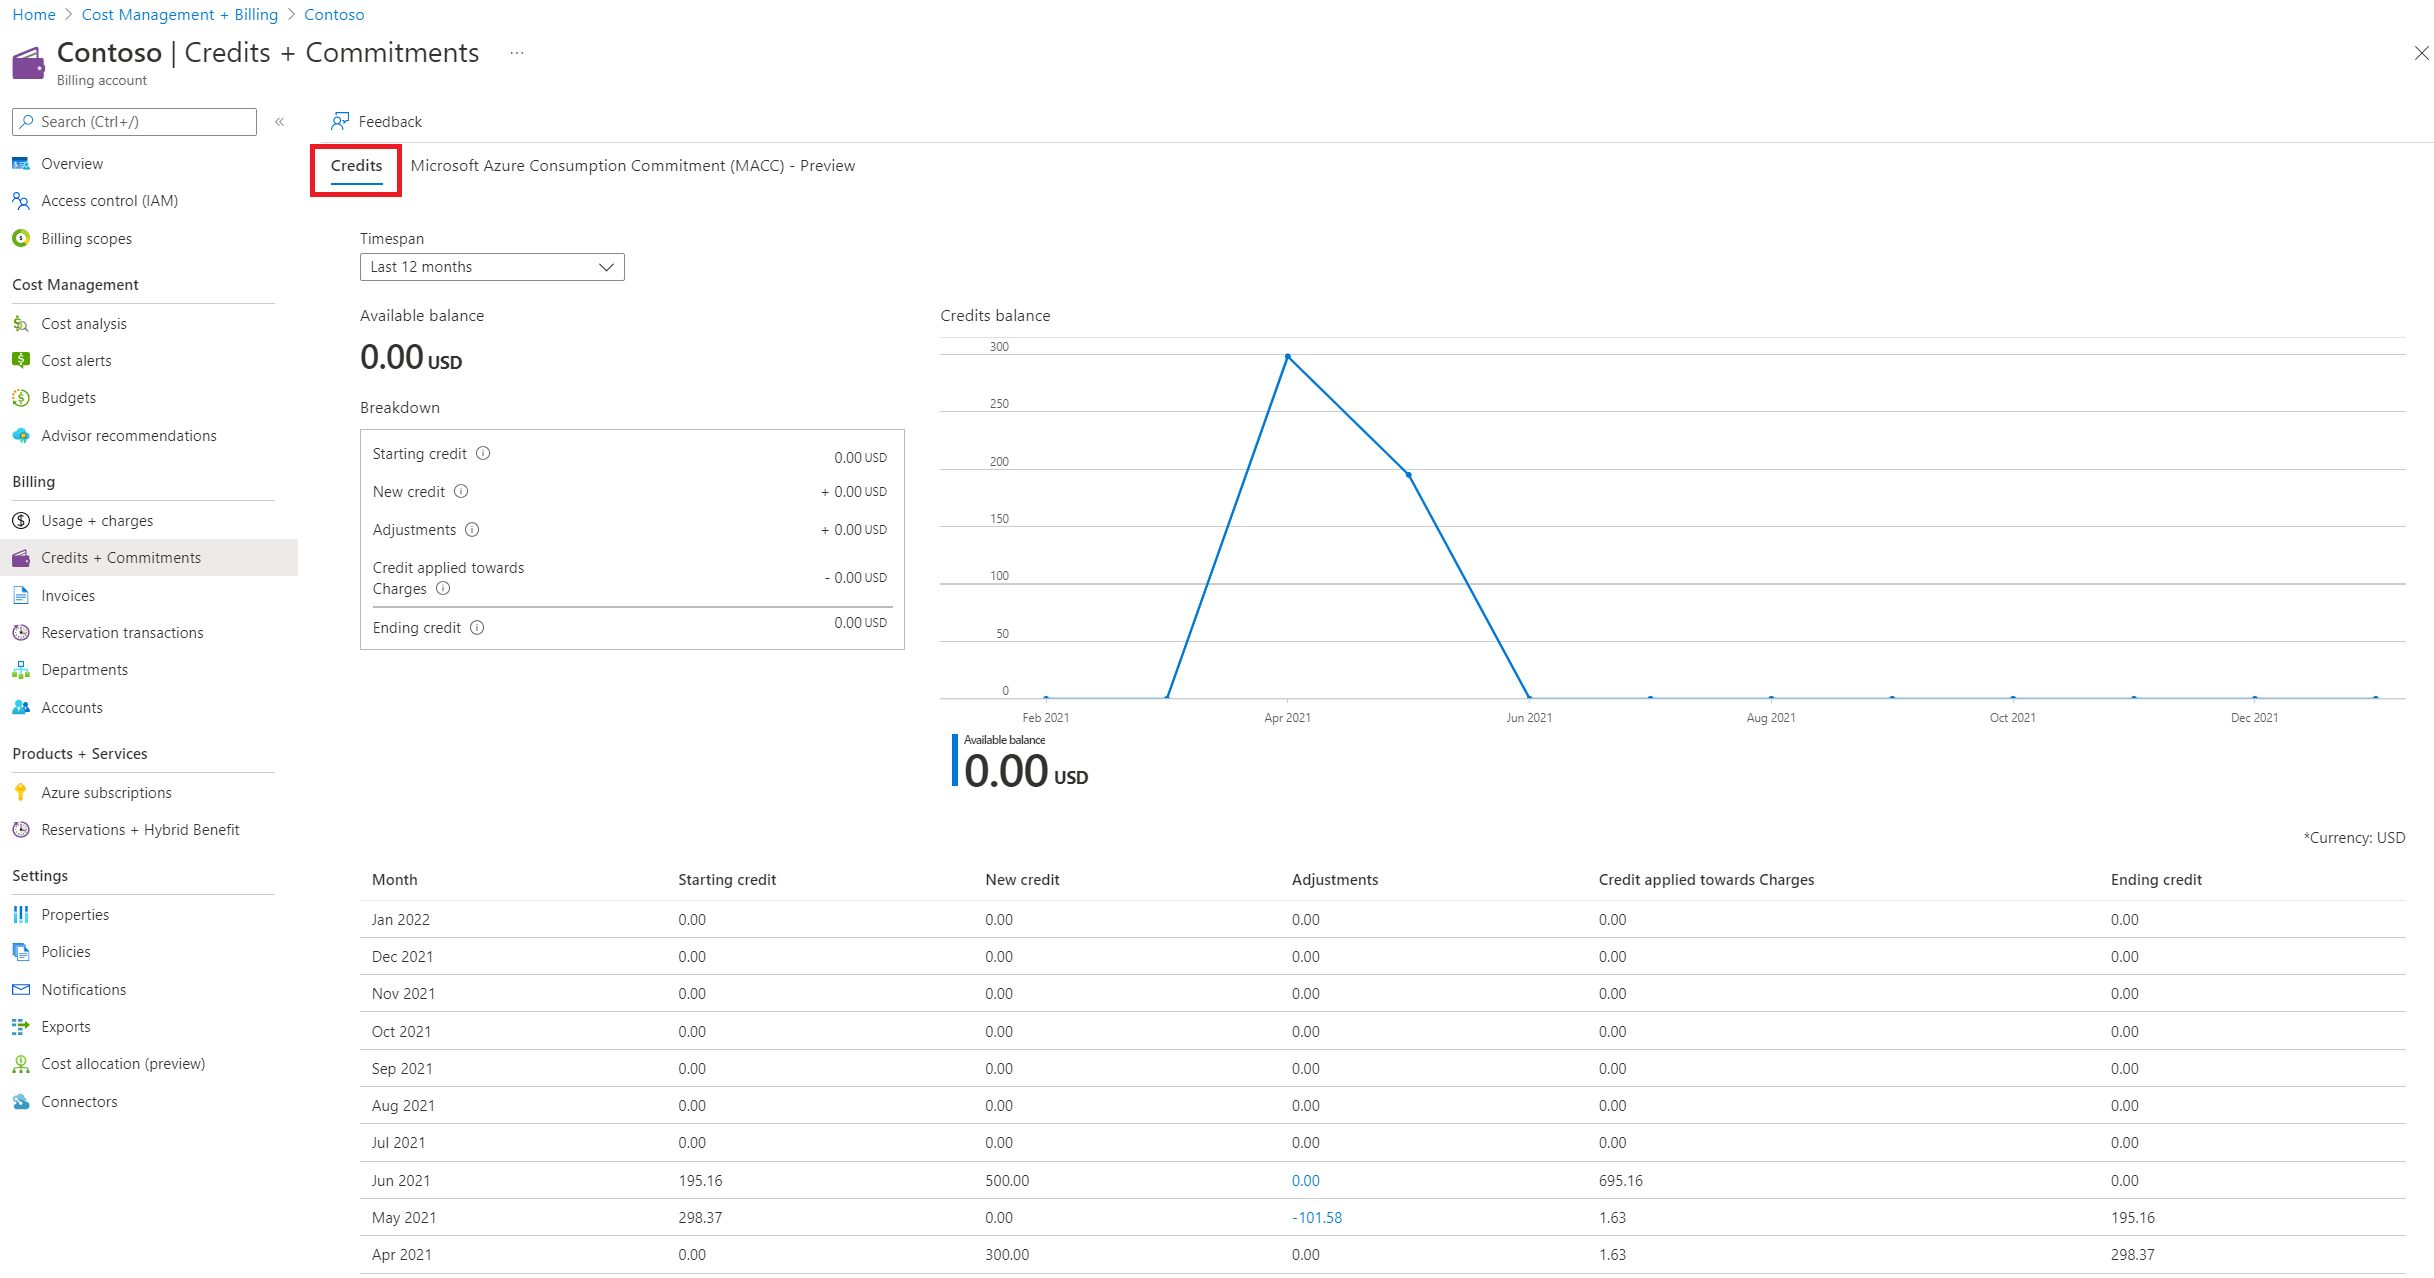 Home > Cost Management + Billing > Contoso
Contoso | Credits + Commitments ...
Billing account
Search (Ctrl+/) «
Overview
Access control (IAM)
Billing scopes
Cost Management
Cost analysis
Cost alerts
Budgets
Advisor recommendations
Billing
Usage + charges
Credits + Commitments
Invoices
Reservation transactions
Departments
Accounts
Products + Services
Azure subscriptions
Reservations + Hybrid Benefit
Settings
Properties
Policies
Notifications
Exports
Cost allocation (preview)
Connectors
Feedback
Credits Microsoft Azure Consumption Commitment (MACC) - Preview
Timespan
Last 12 months
Available balance
0.00 USD
Breakdown
Starting credit 0.00 USD
New credit + 0.00 USD
Adjustments + 0.00 USD
Credit applied towards
Charges - 0.00 USD
Ending credit 0.00 USD
Credits balance
300
250
200
150
100
50
0
Feb 2021 Apr 2021 Jun 2021 Aug 2021 Oct 2021 Dec 2021
Available balance
0.00 USD
*Currency: USD
Month Starting credit New credit Adjustments Credit applied towards Charges Ending credit
Jan 2022 0.00 0.00 0.00 0.00 0.00
Dec 2021 0.00 0.00 0.00 0.00 0.00
Nov 2021 0.00 0.00 0.00 0.00 0.00
Oct 2021 0.00 0.00 0.00 0.00 0.00
Sep 2021 0.00 0.00 0.00 0.00 0.00
Aug 2021 0.00 0.00 0.00 0.00 0.00
Jul 2021 0.00 0.00 0.00 0.00 0.00
Jun 2021 195.16 500.00 0.00 695.16 0.00
May 2021 298.37 0.00 -101.58 1.63 195.16
Apr 2021 0.00 300.00 0.00 1.63 298.37